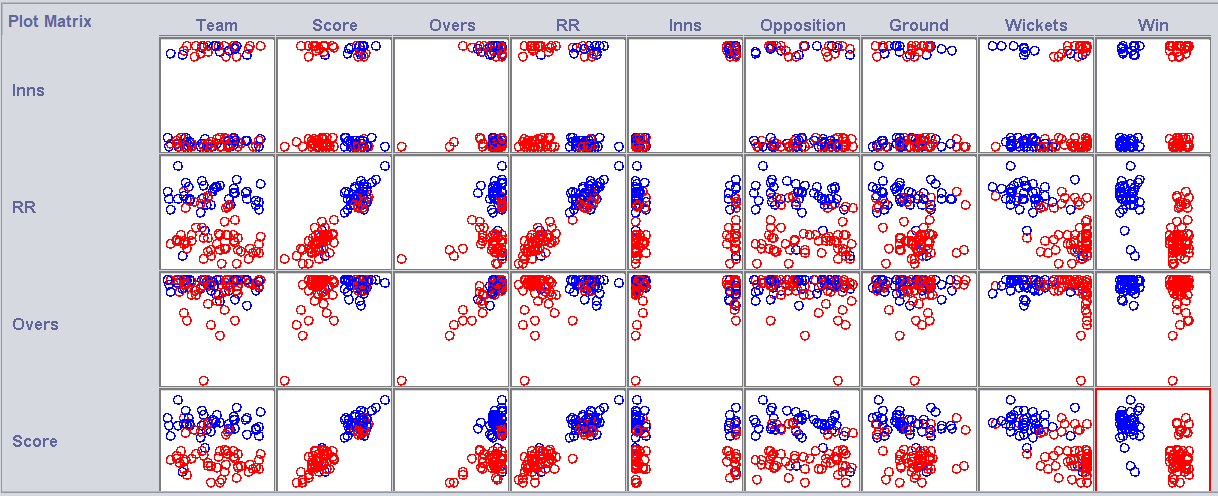 Plot Matrix
Team Score Overs RR Inns Opposition Ground Wickets Win
Inns
RR
Overs
Score